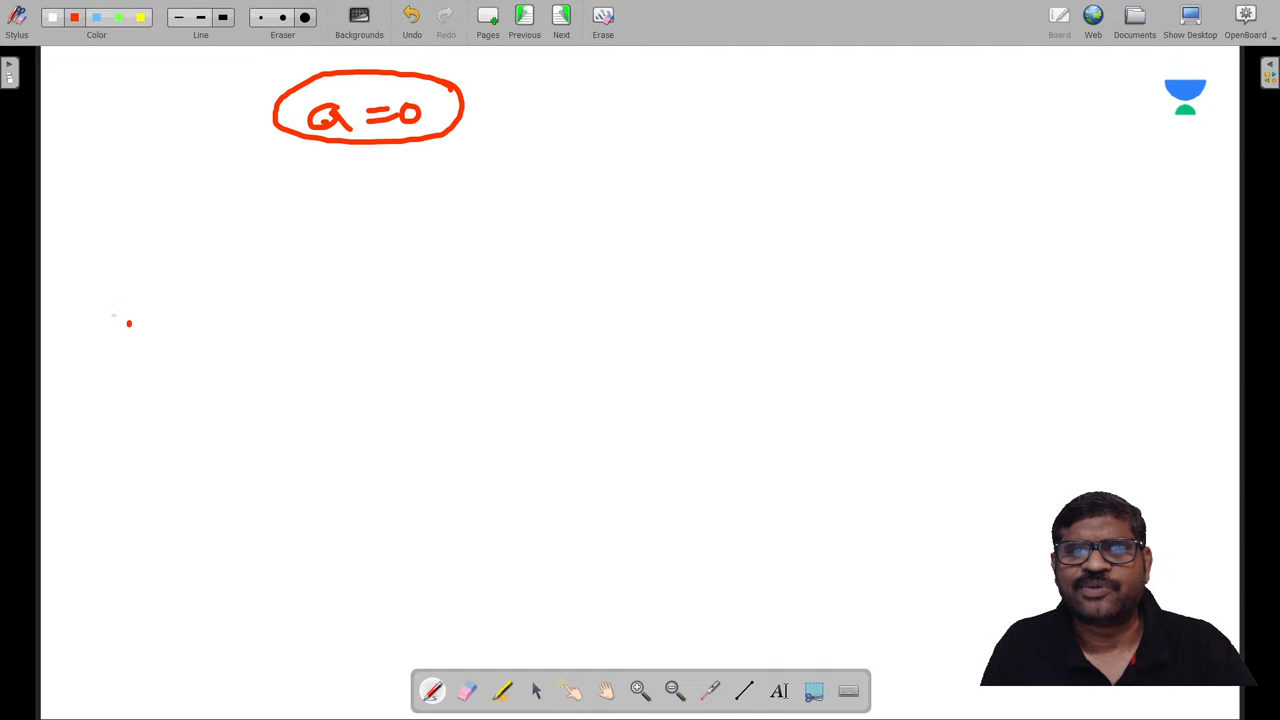 Color
Line
Eraser
Stylus
Backgrounds
Undo
Redo
Pages
Previous
Next
Erase
Board
Web
Documents
Show Desktop
OpenBoard
a = 0